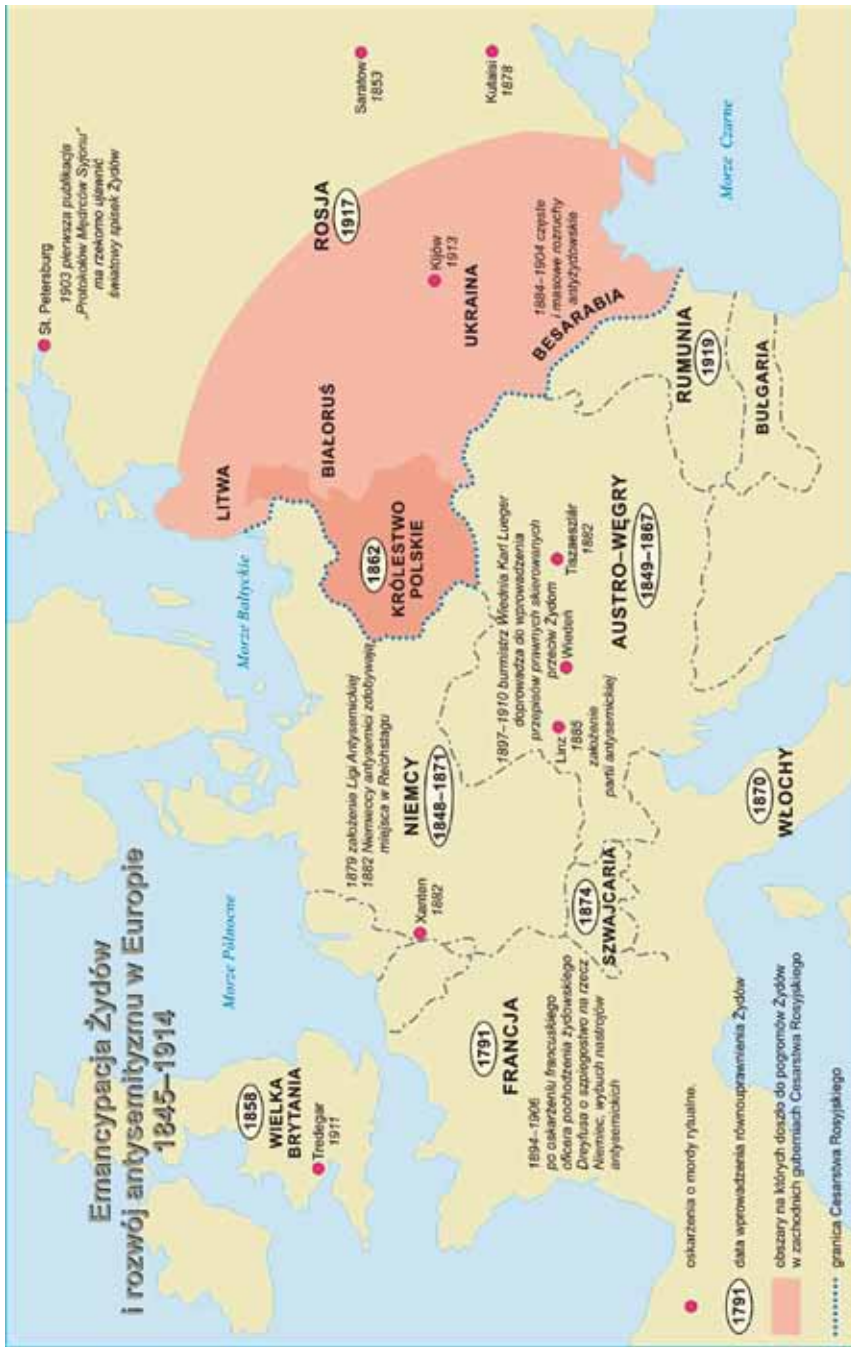 Emancypacja Żydów
i rozwój antysemityzmu w Europie
1845–1914
St. Petersburg
1903 pierwsza publikacja
„Protokołów Mędrców Syjonu”
ma rzekomo ujawnić
światowy spisek Żydów
Saratow
1853
Kutaisi
1878
ROSJA
1917
Kijów
1913
UKRAINA
1884–1904 częste
i masowe rozruchy
antyżydowskie
BESARABIA
Morze Czarne
LITWA
BIAŁORUŚ
1862
KRÓLESTWO
POLSKIE
Morze Bałtyckie
Morze Północne
1858
WIELKA
BRYTANIA
Tredegar
1911
1879 założenie Ligi Antysemickiej
1882 Niemieccy antysemici zdobywają
miejsca w Reichstagu
NIEMCY
1848–1871
Xanten
1882
1897–1910 burmistrz Wiednia Karl Lueger
doprowadza do wprowadzenia
przepisów prawnych skierowanych
przeciw Żydom
Wiedeń
Tiszaeszlár
1882
Linz
1885
założenie
partii antysemickiej
AUSTRO–WĘGRY
1849–1867
RUMUNIA
1919
BUŁGARIA
1791
FRANCJA
1894–1906
po oskarżeniu francuskiego
oficera pochodzenia żydowskiego
Dreyfusa o szpiegostwo na rzecz
Niemiec, wybuch nastrojów
antysemickich
1874
SZWAJCARIA
1870
WŁOCHY
oskarżenia o mordy rytualne.
1791
data wprowadzenia równouprawnienia Żydów
obszary na których doszło do pogromów Żydów
w zachodnich guberniach Cesarstwa Rosyjskiego
granica Cesarstwa Rosyjskiego